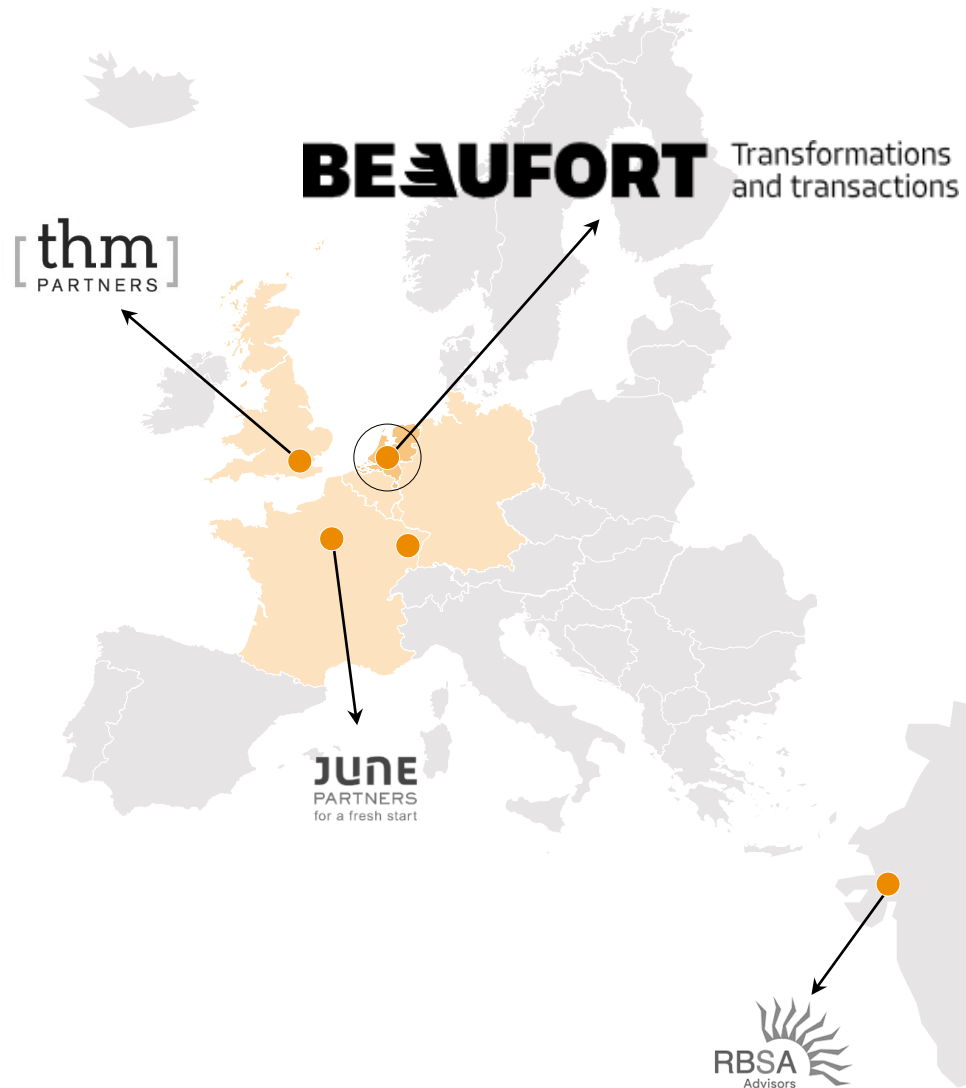 BEAUFORT
Transformations
and transactions
[thm]
PARTNERS
JUNE
PARTNERS
for a fresh start
RBSA
Advisors